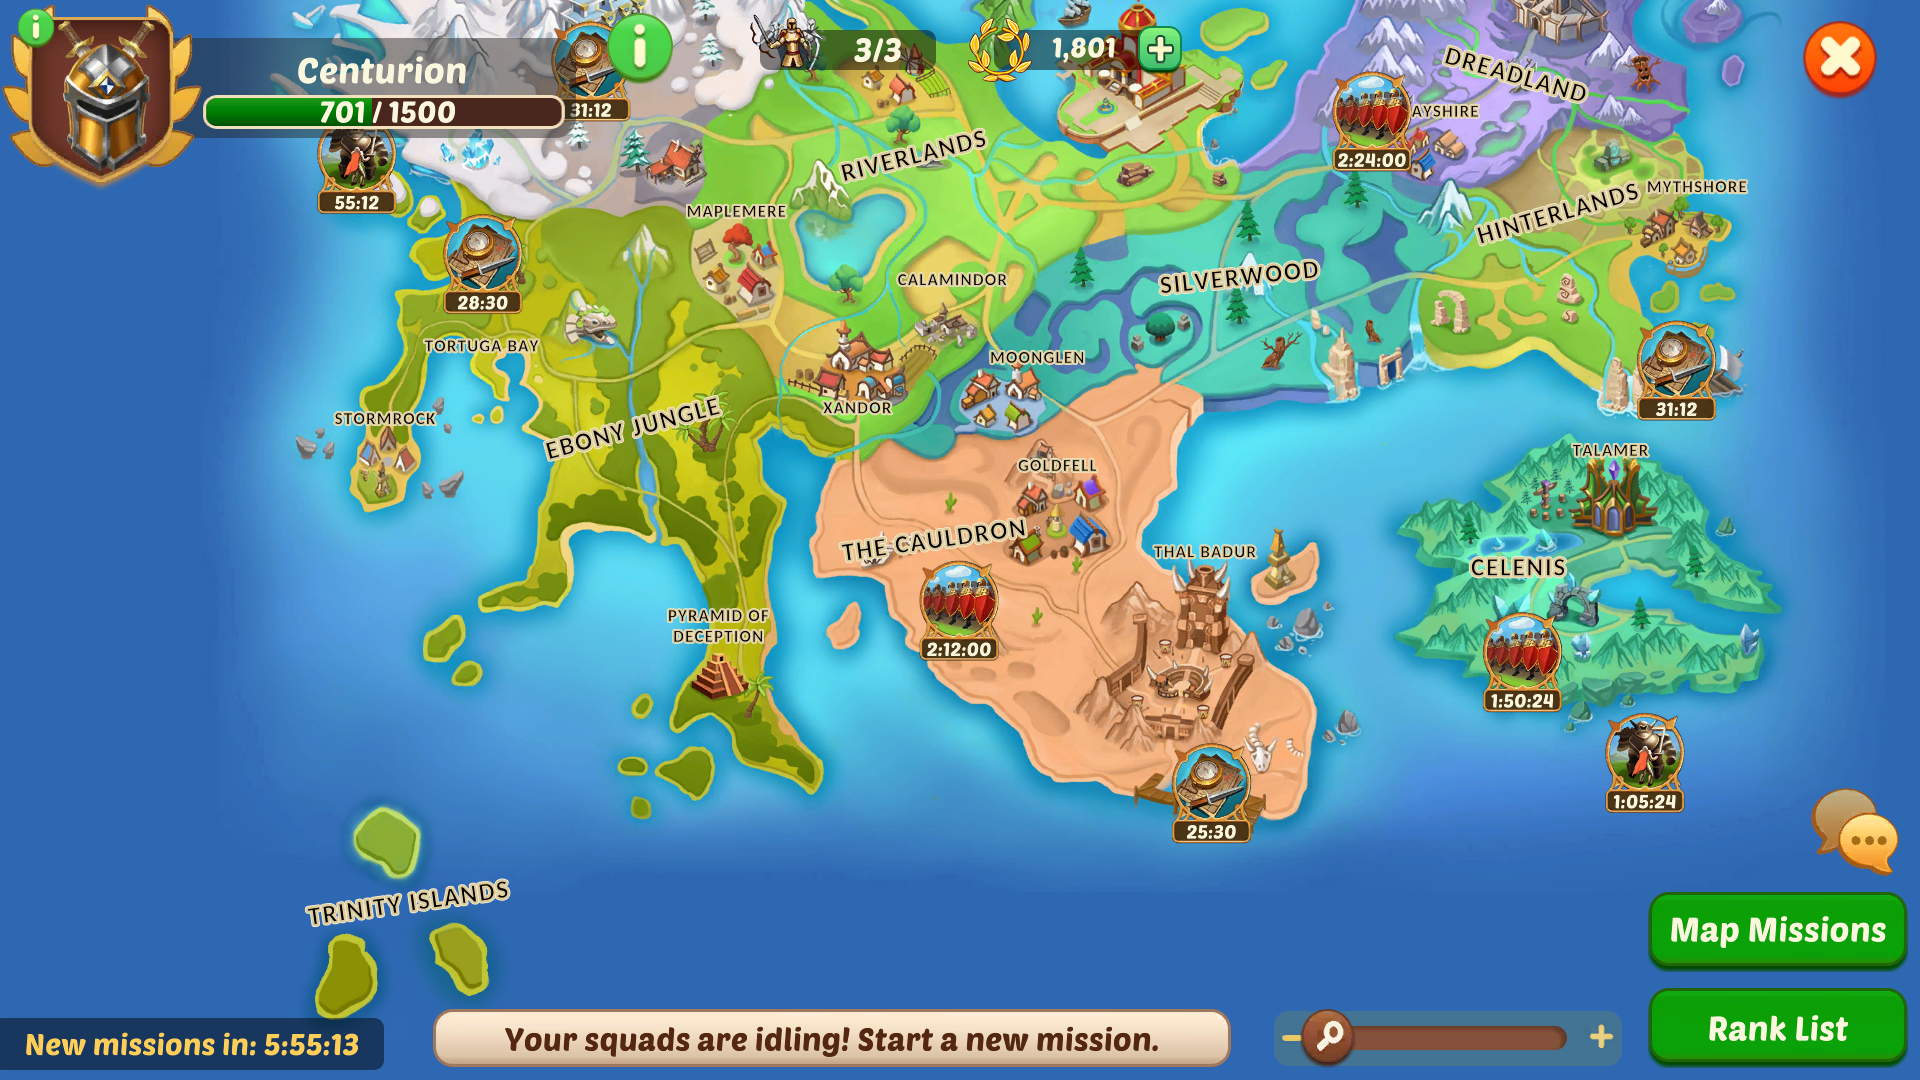 Centurion
701 / 1500
3/3
1,801
31:12
55:12
DREADLAND
AYSHIRE
2:24:00
RIVERLANDS
MAPLEMERE
MYTHSHORE
HINTERLANDS
28:30
CALAMINDOR
SILVERWOOD
TORTUGA BAY
MOONGLEN
STORMROCK
XANDOR
31:12
EBONY JUNGLE
GOLDFELL
TALAMER
THE CAULDRON
THAL BADUR
CELENIS
PYRAMID OF
DECEPTION
2:12:00
1:50:24
1:05:24
25:30
TRINITY ISLANDS
Map Missions
New missions in: 5:55:13
Your squads are idling! Start a new mission.
Rank List